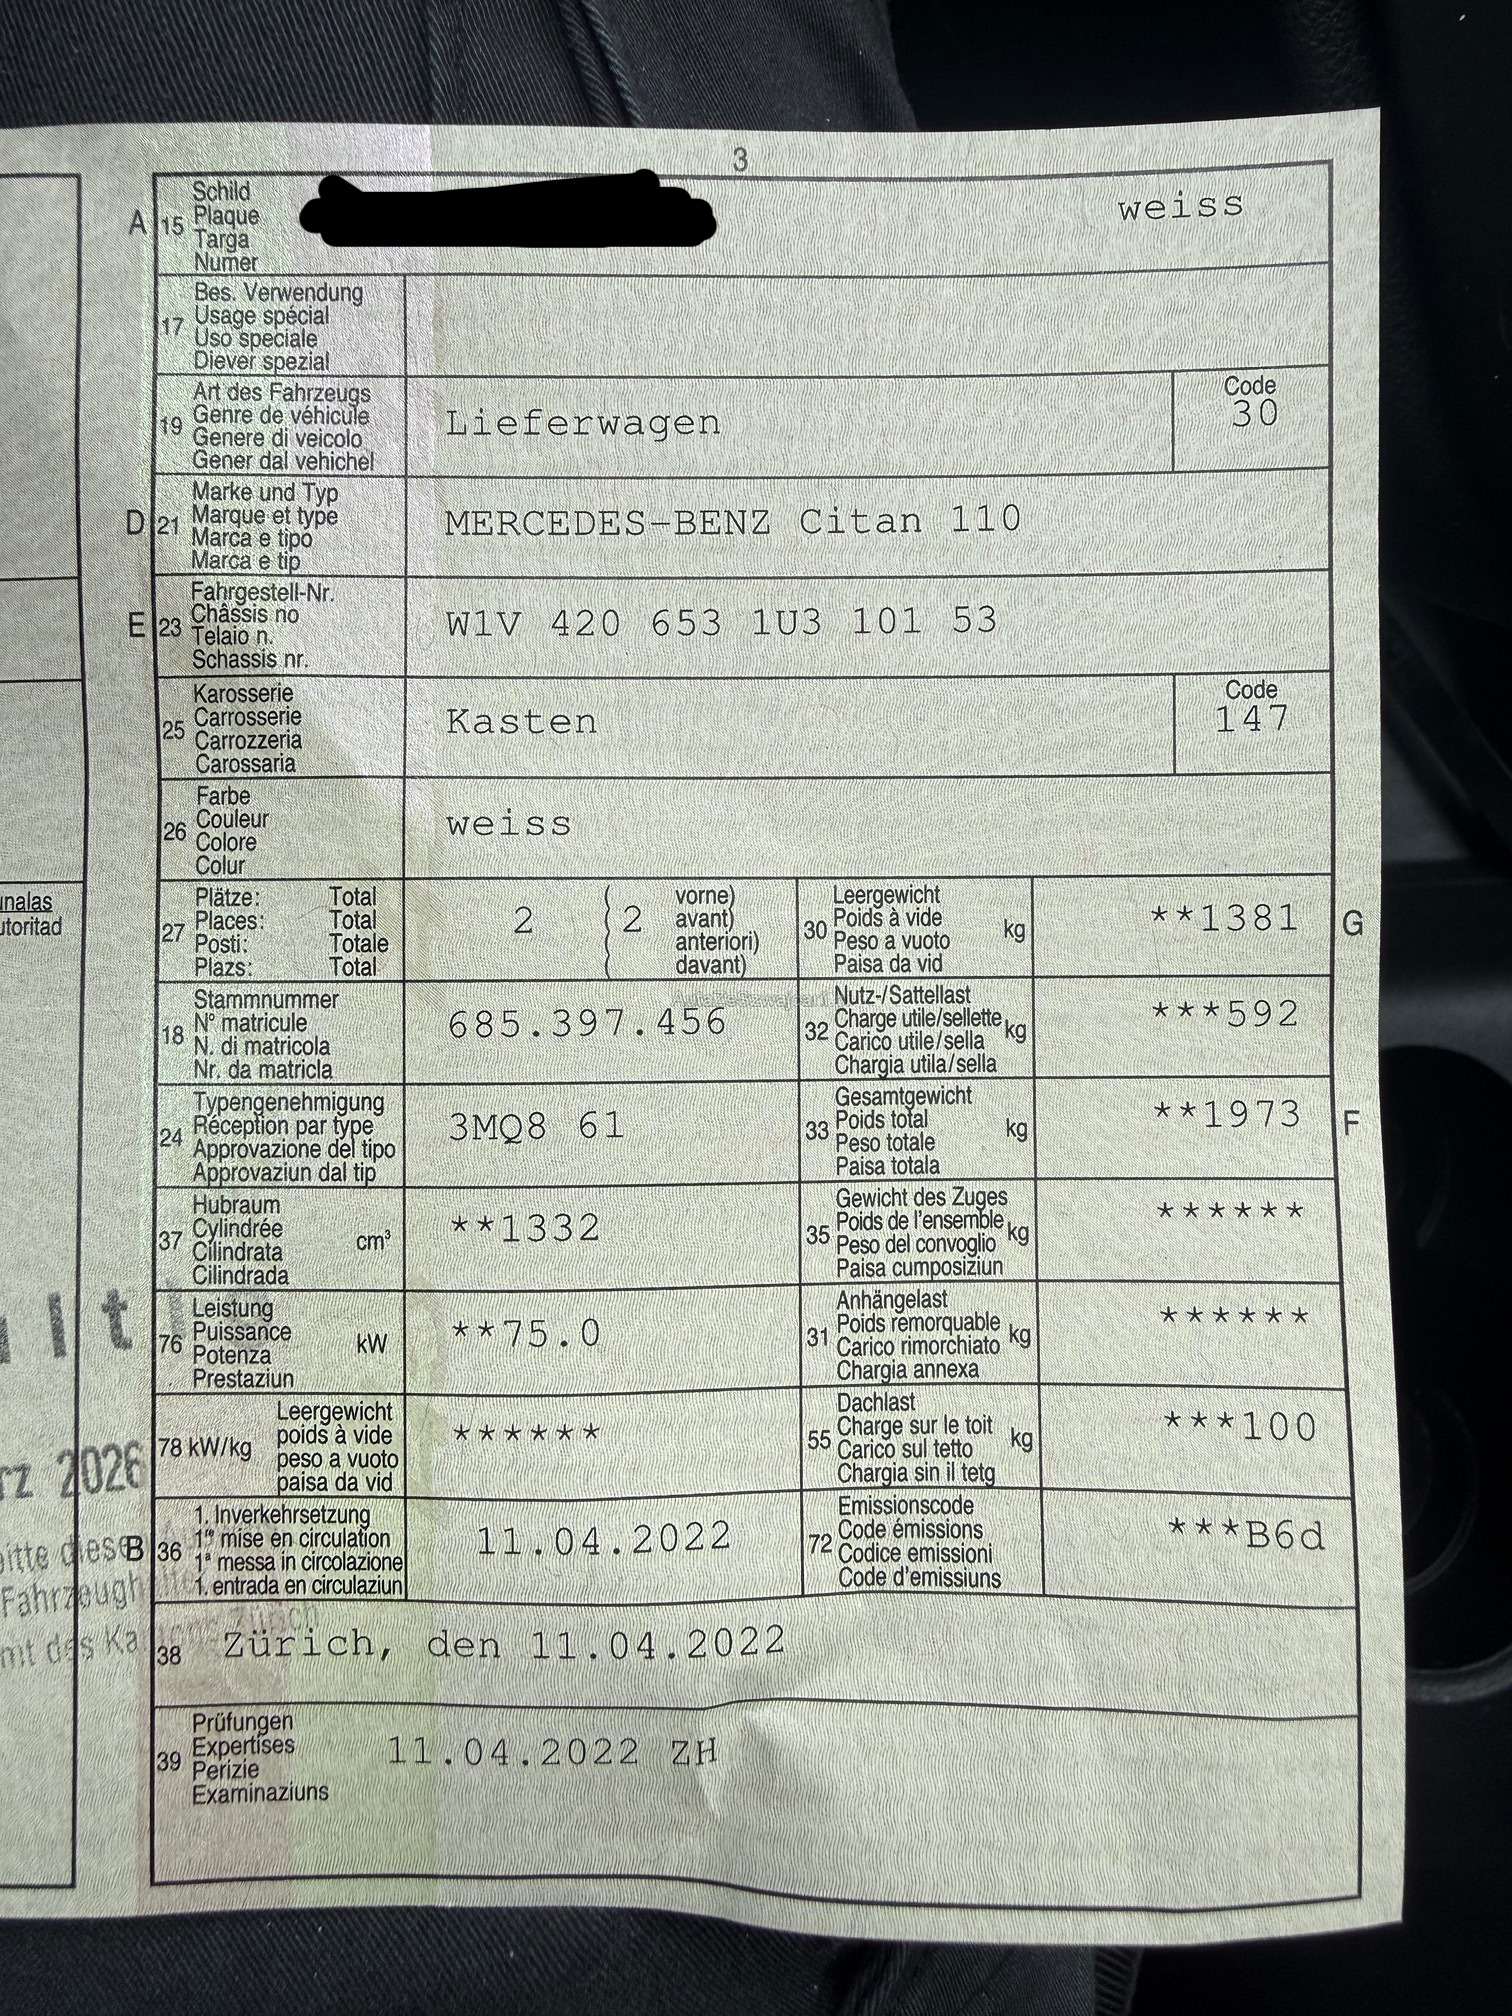 3
A 15 Schild weiss
Plaque
Targa
Numer
17 Bes. Verwendung
Usage spécial
Uso speciale
Diever spezial
19 Art des Fahrzeugs Lieferwagen Code
Genre de véhicule 30
Genere di veicolo
Gener dal vehichel
D 21 Marke und Typ MERCEDES-BENZ Citan 110
Marque et type
Marca e tipo
Marca e tip
E 23 Fahrgestell-Nr. W1V 420 653 1U3 101 53
Châssis no
Telaio n.
Schassis nr.
25 Karosserie Kasten Code
Carrosserie 147
Carrozzeria
Carossaria
26 Farbe weiss
Couleur
Colore
Colur
27 Plätze: Total 2 (2 vorne)
Places: Total avant)
Posti: Totale anteriori)
Plazs: Total davant)
30 Leergewicht kg **1381 G
Poids à vide
Peso a vuoto
Paisa da vid
18 Stammnummer 685.397.456
N° matricule
N. di matricola
Nr. da matricla
32 Nutz-/Sattellast kg ***592
Charge utile/sellette
Carico utile/sella
Chargia utila/sella
24 Typengenehmigung 3MQ8 61
Réception par type
Approvazione del tipo
Approvaziun dal tip
33 Gesamtgewicht kg **1973 F
Poids total
Peso totale
Paisa totala
37 Hubraum cm³ **1332
Cylindrée
Cilindrata
Cilindrada
35 Gewicht des Zuges kg ******
Poids de l'ensemble
Peso del convoglio
Paisa cumposiziun
76 Leistung kW **75.0
Puissance
Potenza
Prestaziun
31 Anhängelast kg ******
Poids remorquable
Carico rimorchiato
Chargia annexa
78 kW/kg Leergewicht ******
poids à vide
peso a vuoto
paisa da vid
55 Dachlast kg ***100
Charge sur le toit
Carico sul tetto
Chargia sin il tetg
B 36 1. Inverkehrsetzung 11.04.2022
1re mise en circulation
1a messa in circolazione
1. entrada en circulaziun
72 Emissionscode ***B6d
Code émissions
Codice emissioni
Code d'emissiuns
38 Zürich, den 11.04.2022
39 Prüfungen 11.04.2022 ZH
Expertises
Perizie
Examinaziuns
2026
diese
des